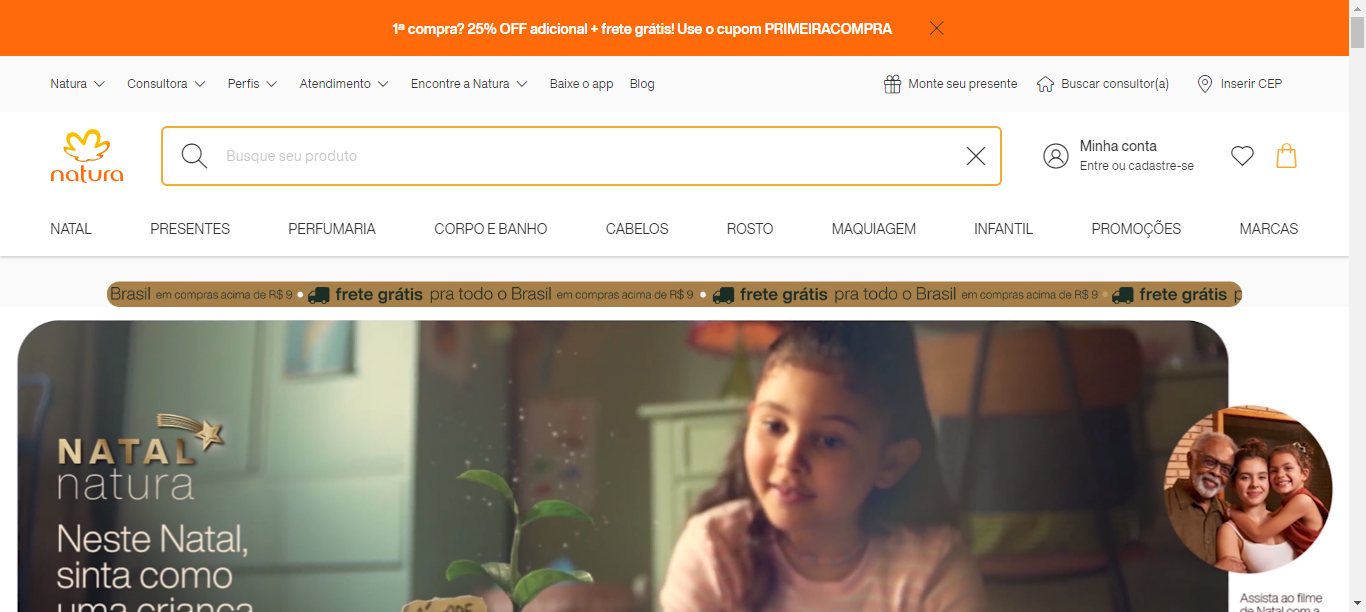 1ª compra? 25% OFF adicional + frete grátis! Use o cupom PRIMEIRACOMPRA
Natura Consultora Perfis Atendimento Encontre a Natura Baixe o app Blog Monte seu presente Buscar consultor(a) Inserir CEP
natura
Busque seu produto
Minha conta
Entre ou cadastre-se
NATAL PRESENTES PERFUMARIA CORPO E BANHO CABELOS ROSTO MAQUIAGEM INFANTIL PROMOÇÕES MARCAS
Brasil em compras acima de R$ 9 • frete grátis pra todo o Brasil em compras acima de R$ 9 • frete grátis pra todo o Brasil em compras acima de R$ 9 • frete grátis p
NATAL
natura
Neste Natal,
sinta como
uma criança
Assista ao filme
de Natal com a